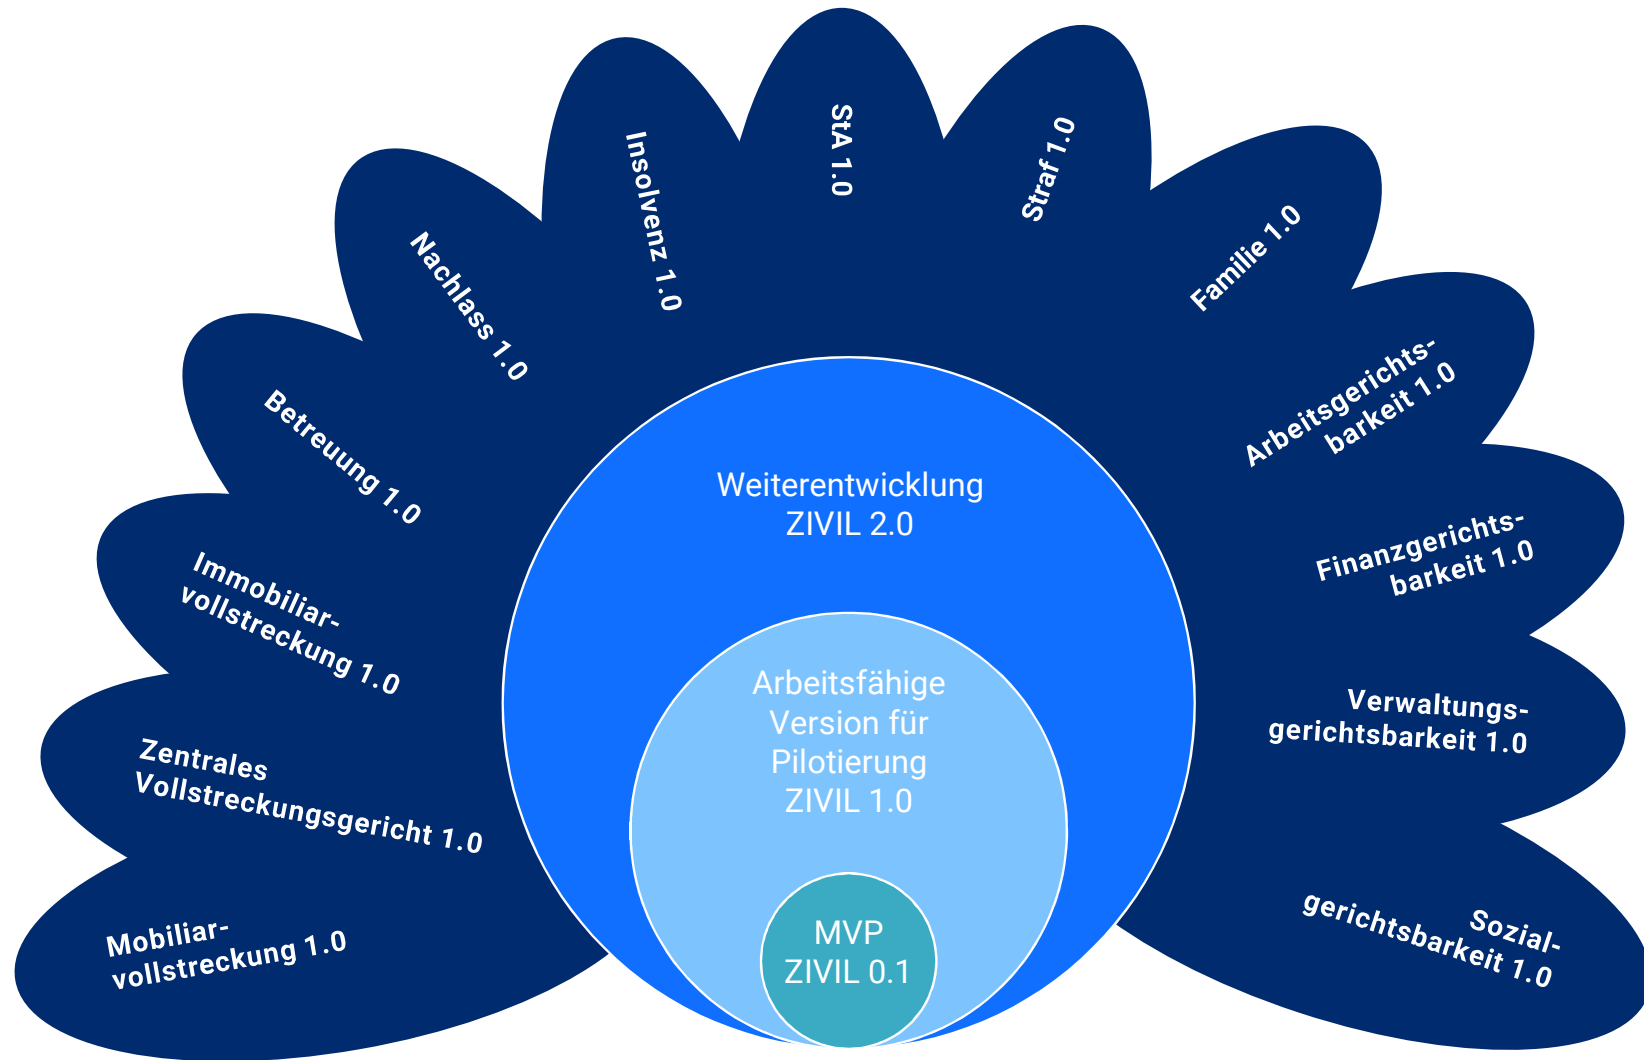 StA 1.0
Straf 1.0
Insolvenz 1.0
Familie 1.0
Nachlass 1.0
Arbeitsgerichts-
barkeit 1.0
Betreuung 1.0
Weiterentwicklung
ZIVIL 2.0
Finanzgerichts-
barkeit 1.0
Immobiliar-
vollstreckung 1.0
Arbeitsfähige
Version für
Pilotierung
ZIVIL 1.0
Verwaltungs-
gerichtsbarkeit 1.0
Zentrales
Vollstreckungsgericht 1.0
Mobiliar-
vollstreckung 1.0
MVP
ZIVIL 0.1
Sozial-
gerichtsbarkeit 1.0